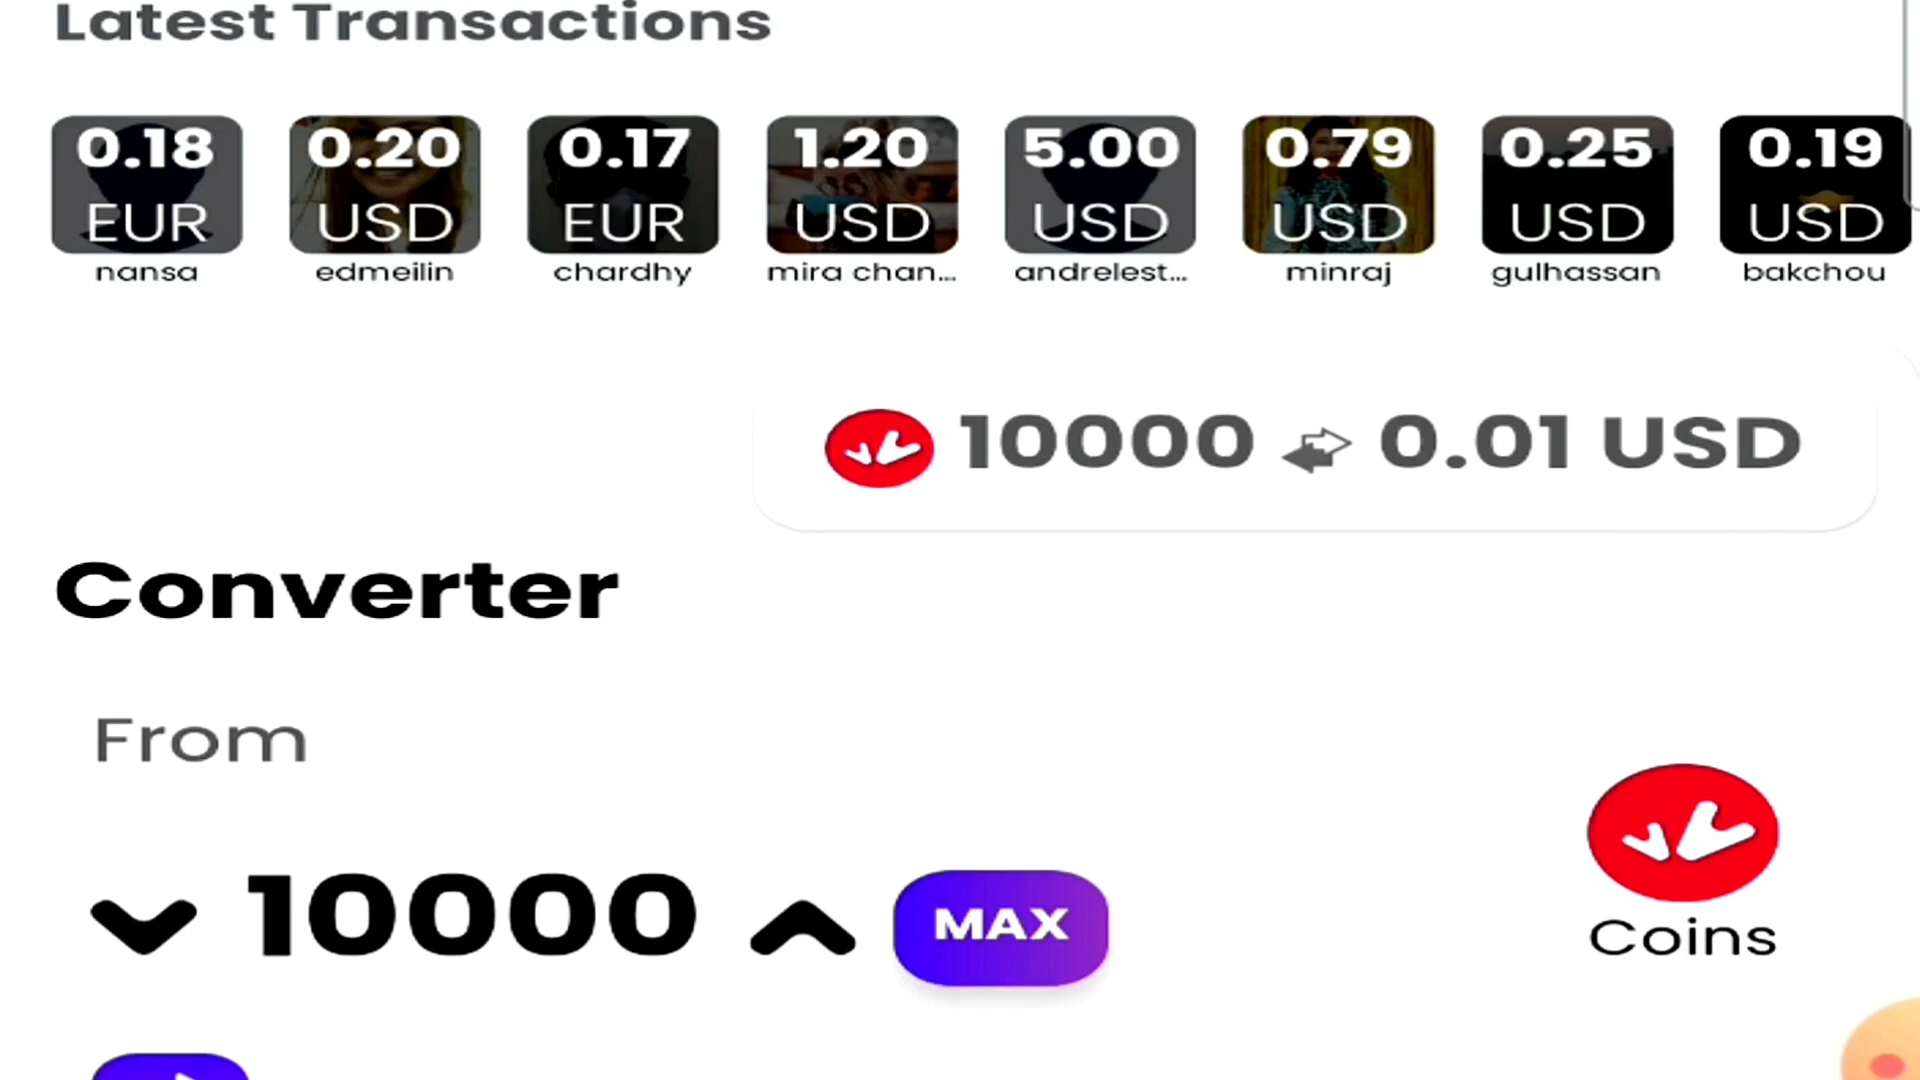 Latest Transactions
0.18 0.20 0.17 1.20 5.00 0.79 0.25 0.19
EUR USD EUR USD USD USD USD USD
nansa edmeilin chardhy mira chan... andrelest... minraj gulhassan bakchou
10000 0.01 USD
Converter
From
10000 MAX
Coins